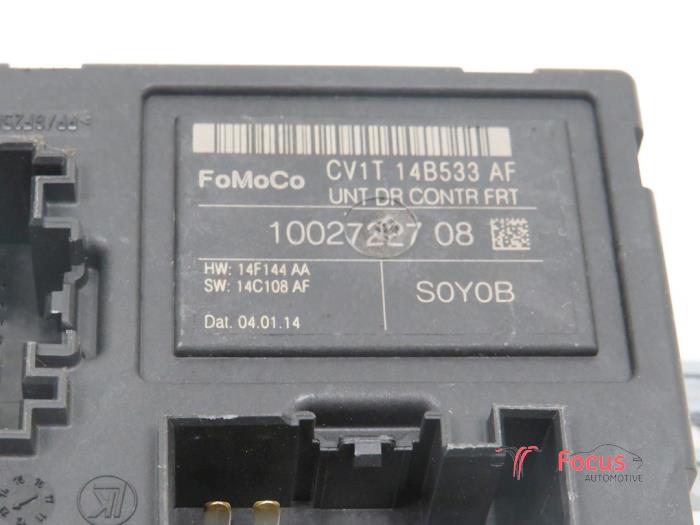 FoMoCo CV1T 14B533 AF
UNT DR CONTR FRT
10027227 08
HW: 14F144 AA
SW: 14C108 AF
S0Y0B
Dat. 04.01.14
Focus
AUTOMOTIVE